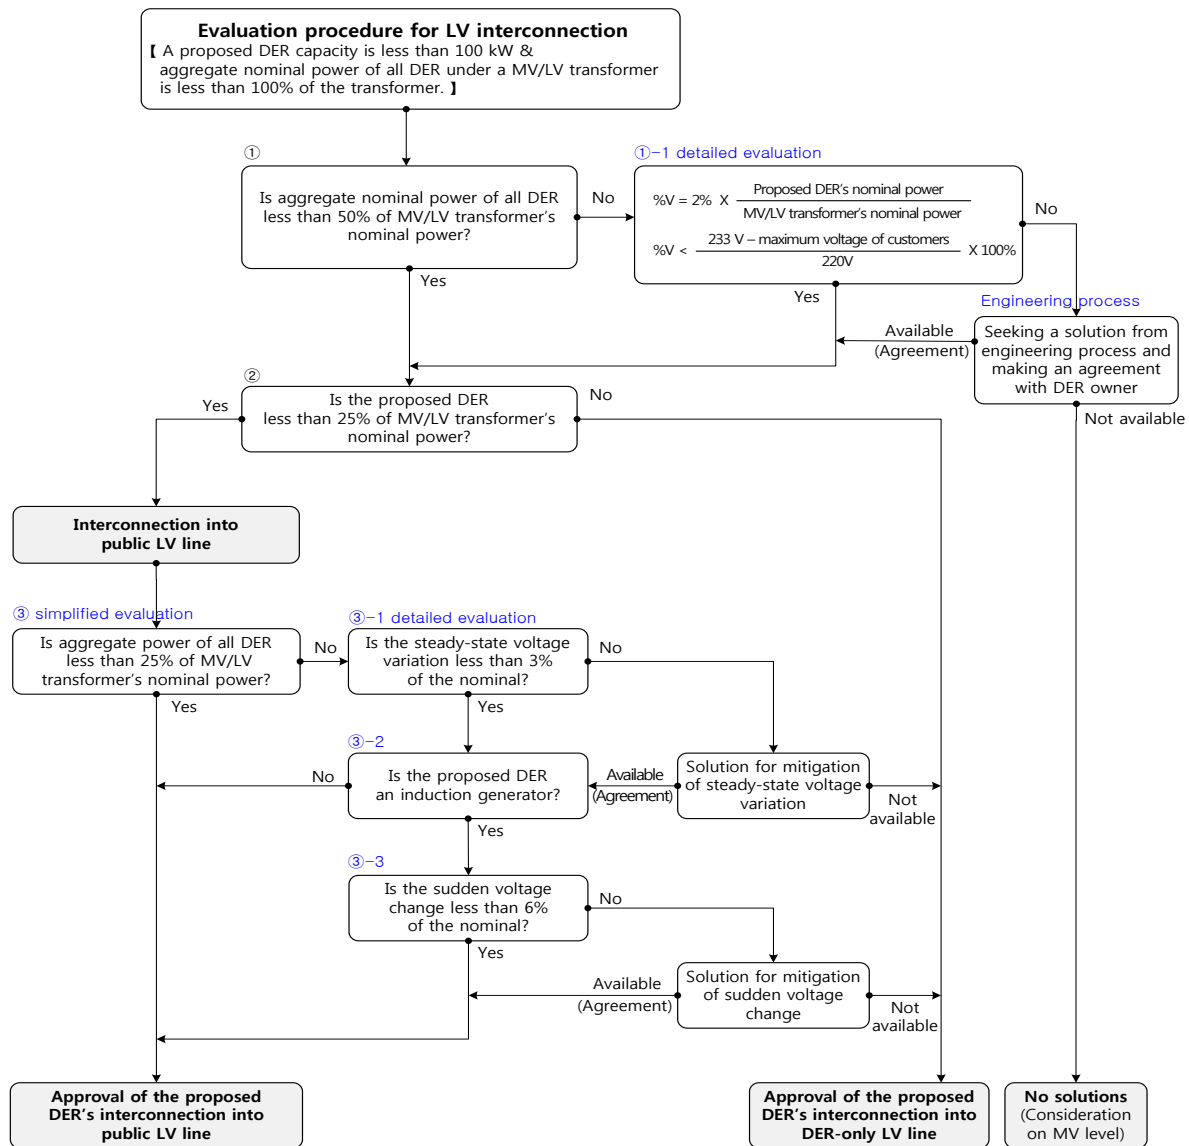 Evaluation procedure for LV interconnection
【 A proposed DER capacity is less than 100 kW &
aggregate nominal power of all DER under a MV/LV transformer
is less than 100% of the transformer. 】
①
Is aggregate nominal power of all DER
less than 50% of MV/LV transformer's
nominal power?
No
Yes
①-1 detailed evaluation
%V = 2% X Proposed DER's nominal power
MV/LV transformer's nominal power
%V < 233 V – maximum voltage of customers
220V
X 100%
No
Yes
Engineering process
Seeking a solution from
engineering process and
making an agreement
with DER owner
Available
(Agreement)
Not available
②
Is the proposed DER
less than 25% of MV/LV transformer's
nominal power?
Yes
No
Interconnection into
public LV line
③ simplified evaluation
Is aggregate power of all DER
less than 25% of MV/LV
transformer's nominal power?
No
Yes
③-1 detailed evaluation
Is the steady-state voltage
variation less than 3%
of the nominal?
No
Yes
③-2
Is the proposed DER
an induction generator?
No
Yes
Available
(Agreement)
Solution for mitigation
of steady-state voltage
variation
Not
available
③-3
Is the sudden voltage
change less than 6%
of the nominal?
No
Yes
Available
(Agreement)
Solution for mitigation
of sudden voltage
change
Not
available
Approval of the proposed
DER's interconnection into
public LV line
Approval of the proposed
DER's interconnection into
DER-only LV line
No solutions
(Consideration
on MV level)